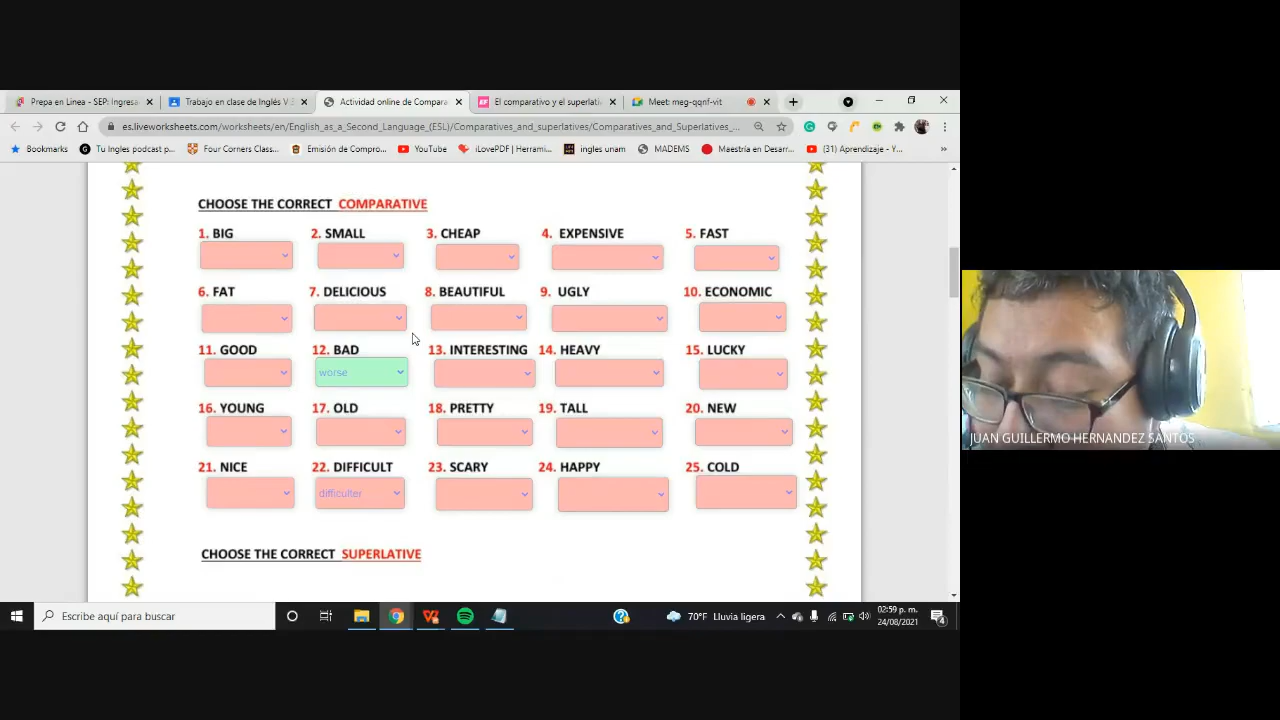 Prepa en Linea - SEP: Ingresa
Trabajo en clase de Inglés V:
Actividad online de Compara
El comparativo y el superlativ
Meet: meg-qqnf-vit
es.liveworksheets.com/worksheets/en/English_as_a_Second_Language_(ESL)/Comparatives_and_superlatives/Comparatives_and_Superlatives_...
Bookmarks Tu Ingles podcast p... Four Corners Class... Emisión de Compro... YouTube iLovePDF | Herrami... ingles unam MADEMS Maestría en Desarr... (31) Aprendizaje - Y... »
CHOOSE THE CORRECT COMPARATIVE
1. BIG 2. SMALL 3. CHEAP 4. EXPENSIVE 5. FAST
6. FAT 7. DELICIOUS 8. BEAUTIFUL 9. UGLY 10. ECONOMIC
11. GOOD 12. BAD 13. INTERESTING 14. HEAVY 15. LUCKY
worse
16. YOUNG 17. OLD 18. PRETTY 19. TALL 20. NEW
21. NICE 22. DIFFICULT 23. SCARY 24. HAPPY 25. COLD
difficulter
CHOOSE THE CORRECT SUPERLATIVE
JUAN GUILLERMO HERNANDEZ SANTOS
Escribe aquí para buscar
70°F Lluvia ligera
02:59 p. m.
24/08/2021
4